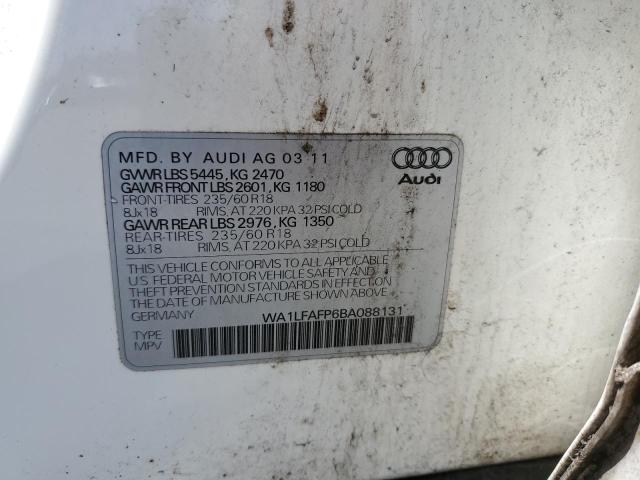 MFD. BY AUDI AG 03 11
GVWR LBS 5445, KG 2470
GAWR FRONT LBS 2601, KG 1180
FRONT-TIRES 235/60 R18
8Jx18 RIMS, AT 220 KPA 32 PSI COLD
GAWR REAR LBS 2976, KG 1350
REAR-TIRES 235/60 R18
8Jx18 RIMS, AT 220 KPA 32 PSI COLD
THIS VEHICLE CONFORMS TO ALL APPLICABLE
U.S FEDERAL MOTOR VEHICLE SAFETY AND
THEFT PREVENTION STANDARDS IN EFFECT ON
THE DATE OF MANUFACTURE SHOWN ABOVE.
GERMANY WA1LFAFP6BA088131
TYPE
MPV
Audi